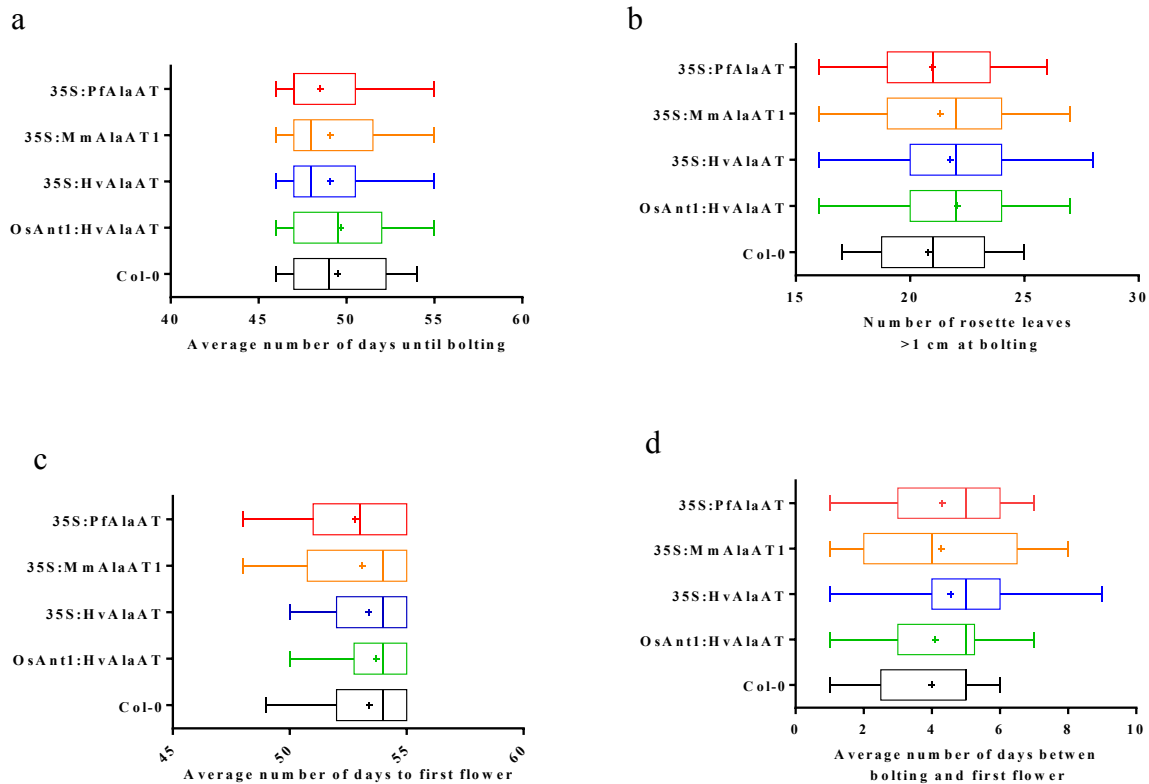 a
35S:PfAlaAT
35S:MmAlaAT1
35S:HvAlaAT
OsAnt1:HvAlaAT
Col-0
40 45 50 55 60
Average number of days until bolting
b
35S:PfAlaAT
35S:MmAlaAT1
35S:HvAlaAT
OsAnt1:HvAlaAT
Col-0
15 20 25 30
Number of rosette leaves
>1 cm at bolting
c
35S:PfAlaAT
35S:MmAlaAT1
35S:HvAlaAT
OsAnt1:HvAlaAT
Col-0
45 50 55 60
Average number of days to first flower
d
35S:PfAlaAT
35S:MmAlaAT1
35S:HvAlaAT
OsAnt1:HvAlaAT
Col-0
0 2 4 6 8 10
Average number of days betwen
bolting and first flower